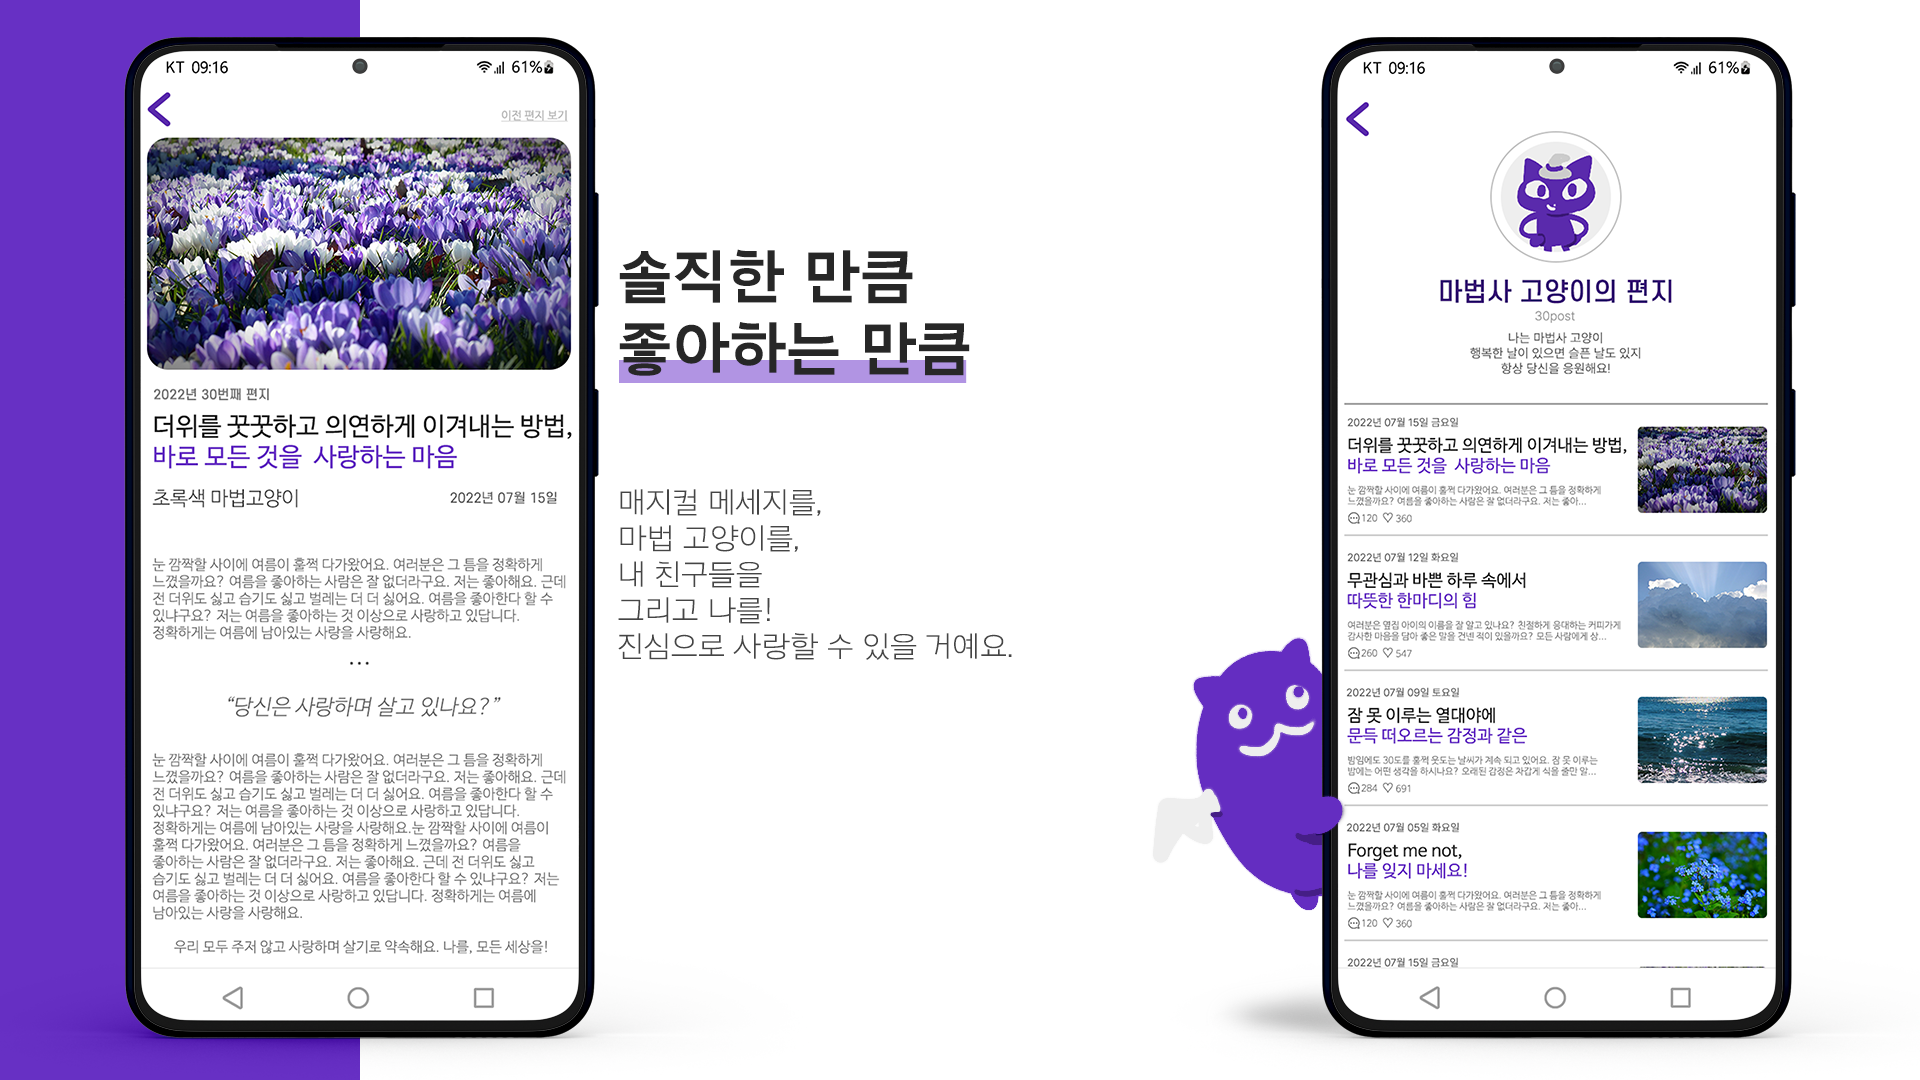 KT 09:16
61%
이전 편지 보기
2022년 30번째 편지
더위를 꿋꿋하고 의연하게 이겨내는 방법,
바로 모든 것을 사랑하는 마음
초록색 마법고양이
2022년 07월 15일
눈 깜짝할 사이에 여름이 훌쩍 다가왔어요. 여러분은 그 틈을 정확하게
느꼈을까요? 여름을 좋아하는 사람은 잘 없더라구요. 저는 좋아해요. 근데
전 더위도 싫고 습기도 싫고 벌레는 더 더 싫어요. 여름을 좋아한다 할 수
있냐구요? 저는 여름을 좋아하는 것 이상으로 사랑하고 있답니다.
정확하게는 여름에 남아있는 사랑을 사랑해요.
...
“당신은 사랑하며 살고 있나요?”
눈 깜짝할 사이에 여름이 훌쩍 다가왔어요. 여러분은 그 틈을 정확하게
느꼈을까요? 여름을 좋아하는 사람은 잘 없더라구요. 저는 좋아해요. 근데
전 더위도 싫고 습기도 싫고 벌레는 더 더 싫어요. 여름을 좋아한다 할 수
있냐구요? 저는 여름을 좋아하는 것 이상으로 사랑하고 있답니다.
정확하게는 여름에 남아있는 사랑을 사랑해요.눈 깜짝할 사이에 여름이
훌쩍 다가왔어요. 여러분은 그 틈을 정확하게 느꼈을까요? 여름을
좋아하는 사람은 잘 없더라구요. 저는 좋아해요. 근데 전 더위도 싫고
습기도 싫고 벌레는 더 더 싫어요. 여름을 좋아한다 할 수 있냐구요? 저는
여름을 좋아하는 것 이상으로 사랑하고 있답니다. 정확하게는 여름에
남아있는 사랑을 사랑해요.
우리 모두 주저 않고 사랑하며 살기로 약속해요. 나를, 모든 세상을!
솔직한 만큼
좋아하는 만큼
매지컬 메세지를,
마법 고양이를,
내 친구들을
그리고 나를!
진심으로 사랑할 수 있을 거예요.
KT 09:16
61%
마법사 고양이의 편지
30post
나는 마법사 고양이
행복한 날이 있으면 슬픈 날도 있지
항상 당신을 응원해요!
2022년 07월 15일 금요일
더위를 꿋꿋하고 의연하게 이겨내는 방법,
바로 모든 것을 사랑하는 마음
눈 깜짝할 사이에 여름이 훌쩍 다가왔어요. 여러분은 그 틈을 정확하게
느꼈을까요? 여름을 좋아하는 사람은 잘 없더라구요. 저는 좋아...
120 360
2022년 07월 12일 화요일
무관심과 바쁜 하루 속에서
따뜻한 한마디의 힘
여러분은 옆집 아이의 이름을 잘 알고 있나요? 친절하게 응대하는 커피가게
감사한 마음을 담아 좋은 말을 건넨 적이 있을까요? 모든 사람에게 상...
260 547
2022년 07월 09일 토요일
잠 못 이루는 열대야에
문득 떠오르는 감정과 같은
밤임에도 30도를 훌쩍 웃도는 날씨가 계속 되고 있어요. 잠 못 이루는
밤에는 어떤 생각을 하시나요? 오래된 감정은 차갑게 식을 줄만 알...
284 691
2022년 07월 05일 화요일
Forget me not,
나를 잊지 마세요!
눈 깜짝할 사이에 여름이 훌쩍 다가왔어요. 여러분은 그 틈을 정확하게
느꼈을까요? 여름을 좋아하는 사람은 잘 없더라구요. 저는 좋아...
120 360
2022년 07월 15일 금요일